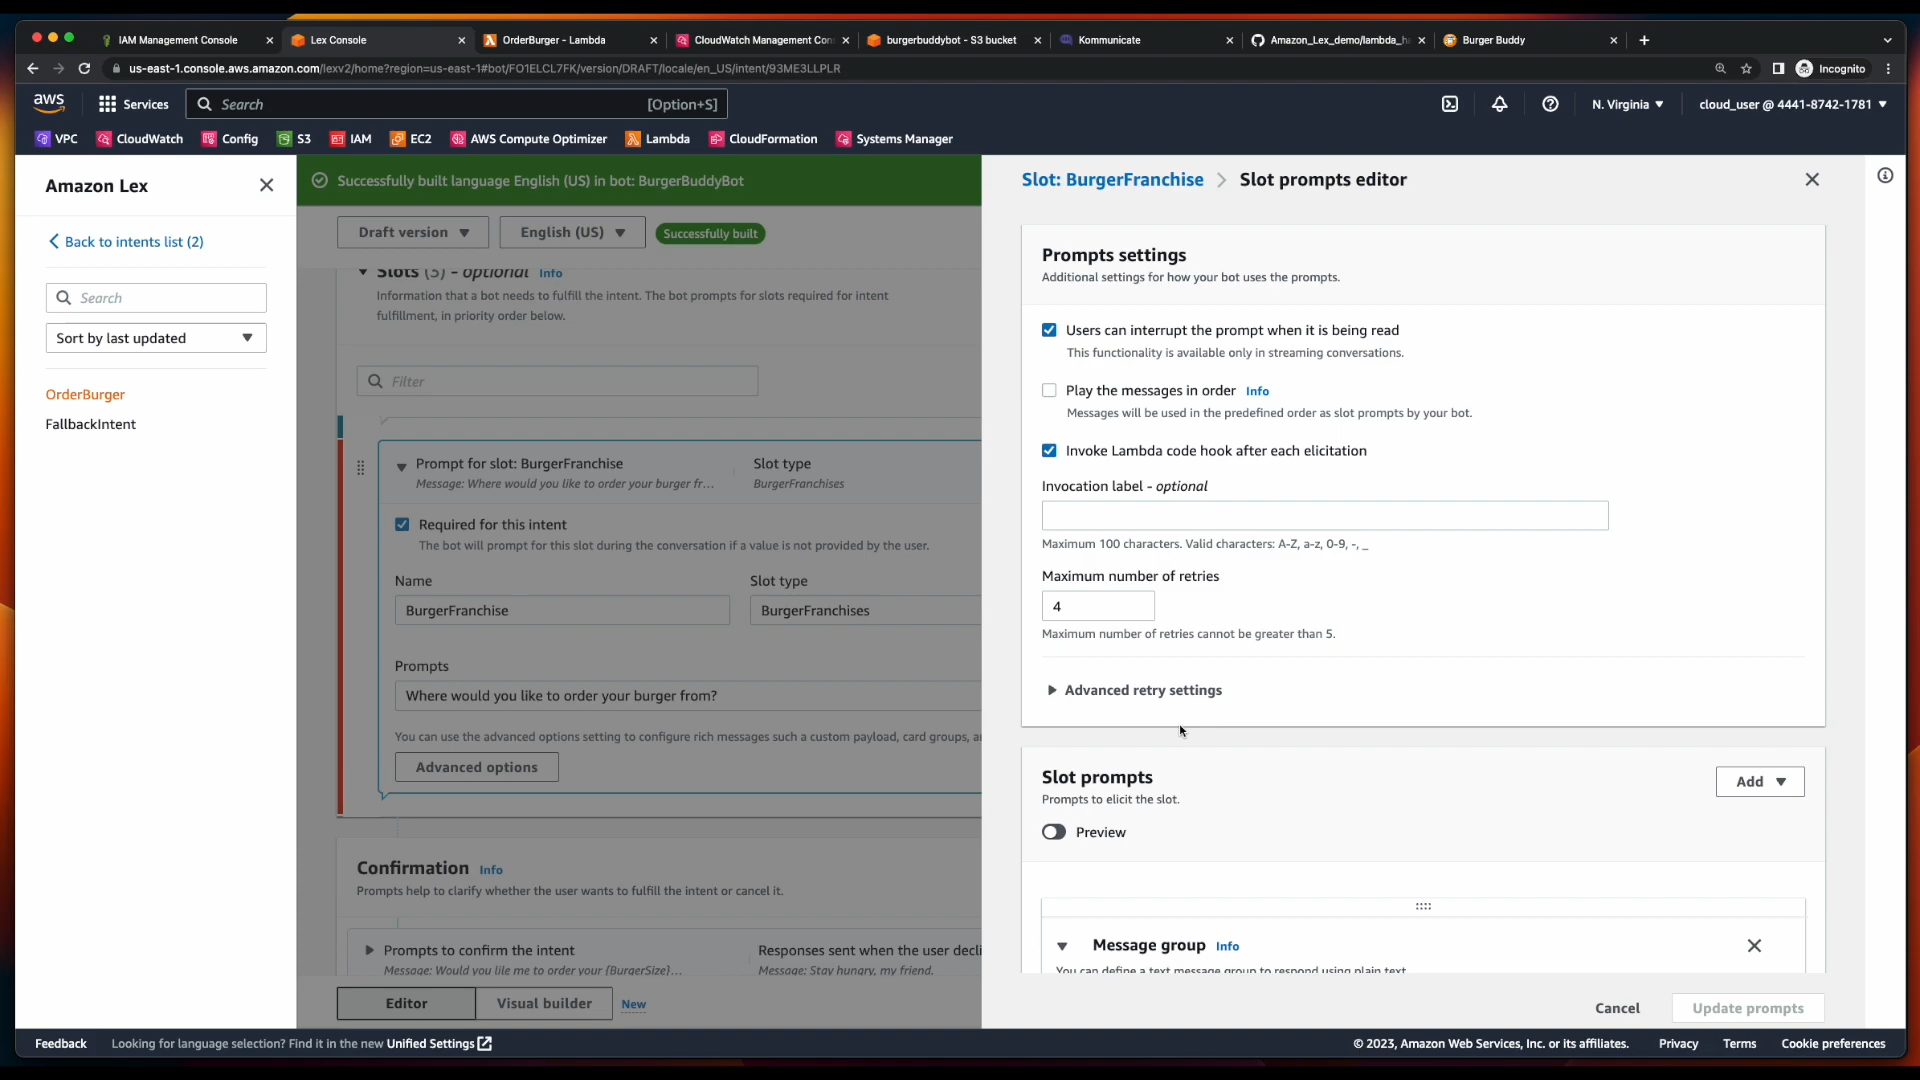 IAM Management Console
Lex Console
OrderBurger - Lambda
CloudWatch Management Con
burgerbuddybot - S3 bucket
Kommunicate
Amazon_Lex_demo/lambda_h
Burger Buddy
us-east-1.console.aws.amazon.com/lexv2/home?region=us-east-1#bot/FO1ELCL7FK/version/DRAFT/locale/en_US/intent/93ME3LLPLR
Incognito
aws
Services
Search
[Option+S]
N. Virginia
cloud_user @ 4441-8742-1781
VPC
CloudWatch
Config
S3
IAM
EC2
AWS Compute Optimizer
Lambda
CloudFormation
Systems Manager
Amazon Lex
Back to intents list (2)
Search
Sort by last updated
OrderBurger
FallbackIntent
Successfully built language English (US) in bot: BurgerBuddyBot
Draft version
English (US)
Successfully built
Slots (3) - optional Info
Information that a bot needs to fulfill the intent. The bot prompts for slots required for intent
fulfillment, in priority order below.
Filter
Prompt for slot: BurgerFranchise
Message: Where would you like to order your burger fr...
Slot type
BurgerFranchises
Required for this intent
The bot will prompt for this slot during the conversation if a value is not provided by the user.
Name
BurgerFranchise
Slot type
BurgerFranchises
Prompts
Where would you like to order your burger from?
You can use the advanced options setting to configure rich messages such a custom payload, card groups, a
Advanced options
Confirmation Info
Prompts help to clarify whether the user wants to fulfill the intent or cancel it.
Prompts to confirm the intent
Message: Would you lile me to order your {BurgerSize}...
Responses sent when the user decli
Message: Stay hungry, my friend.
Editor
Visual builder
New
Slot: BurgerFranchise
Slot prompts editor
Prompts settings
Additional settings for how your bot uses the prompts.
Users can interrupt the prompt when it is being read
This functionality is available only in streaming conversations.
Play the messages in order Info
Messages will be used in the predefined order as slot prompts by your bot.
Invoke Lambda code hook after each elicitation
Invocation label - optional
Maximum 100 characters. Valid characters: A-Z, a-z, 0-9, -, _
Maximum number of retries
4
Maximum number of retries cannot be greater than 5.
Advanced retry settings
Slot prompts
Prompts to elicit the slot.
Add
Preview
Message group Info
You can define a text message group to respond using plain text
Cancel
Update prompts
Feedback
Looking for language selection? Find it in the new Unified Settings
© 2023, Amazon Web Services, Inc. or its affiliates.
Privacy
Terms
Cookie preferences